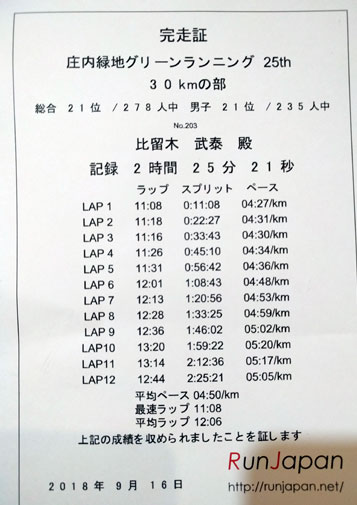 完走証
庄内緑地グリーンランニング 25th
３０kmの部
総合 ２１位 /２７８人中 男子 ２１位 /２３５人中
No.203
比留木 武泰 殿
記録 ２時間 ２５分 ２１秒
ラップ スプリット ペース
LAP 1 11:08 0:11:08 04:27/km
LAP 2 11:18 0:22:27 04:31/km
LAP 3 11:16 0:33:43 04:30/km
LAP 4 11:26 0:45:10 04:34/km
LAP 5 11:31 0:56:42 04:36/km
LAP 6 12:01 1:08:43 04:48/km
LAP 7 12:13 1:20:56 04:53/km
LAP 8 12:28 1:33:25 04:59/km
LAP 9 12:36 1:46:02 05:02/km
LAP10 13:20 1:59:22 05:20/km
LAP11 13:14 2:12:36 05:17/km
LAP12 12:44 2:25:21 05:05/km
平均ペース 04:50/km
最速ラップ 11:08
平均ラップ 12:06
上記の成績を収められましたことを証します
RUNJAPAN
２０１８年 ９月 １６日
http://runjapan.net/